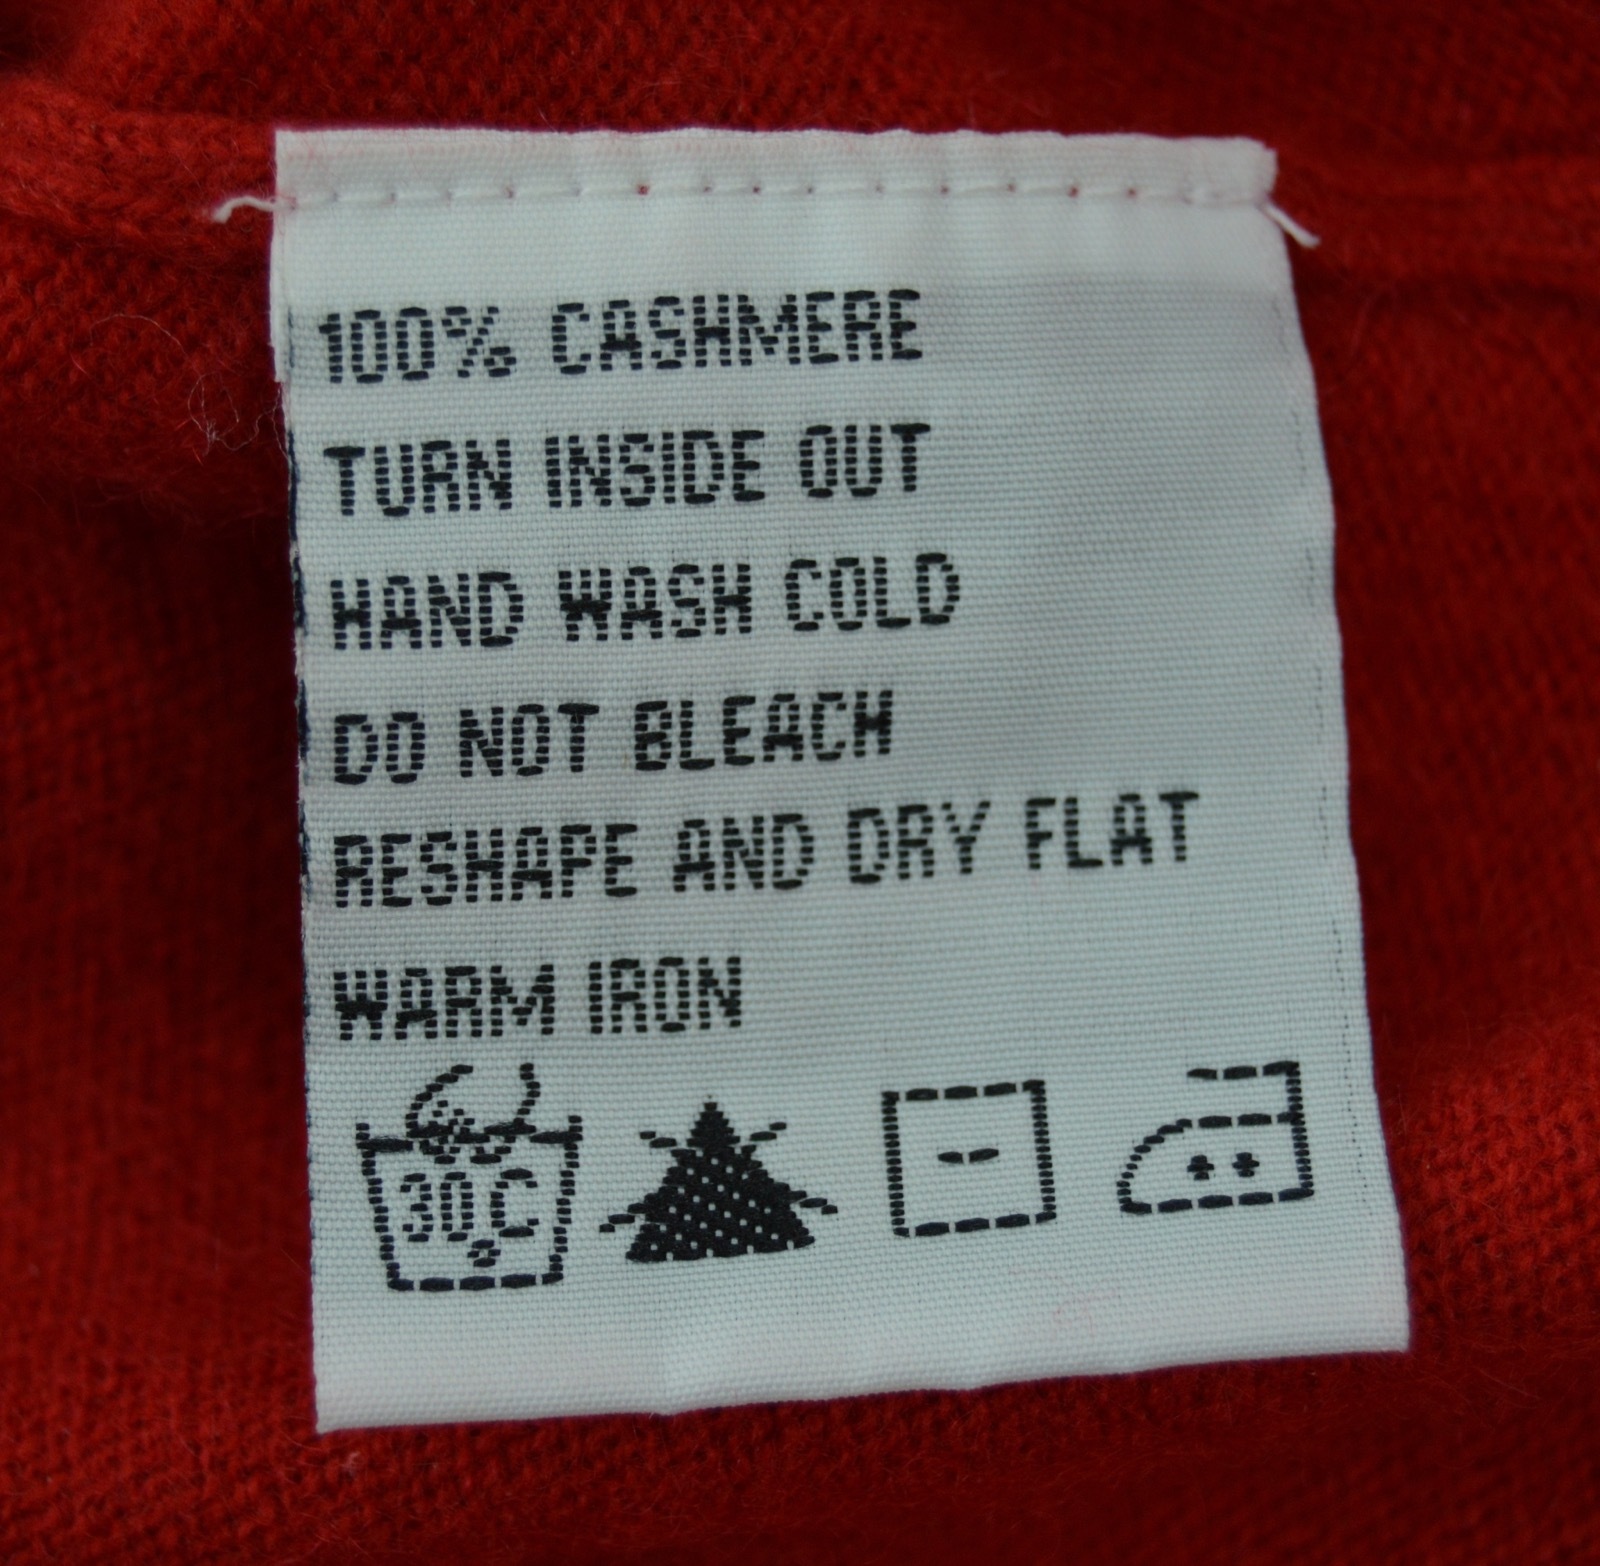 100% CASHMERE
TURN INSIDE OUT
HAND WASH COLD
DO NOT BLEACH
RESHAPE AND DRY FLAT
WARM IRON
30°C